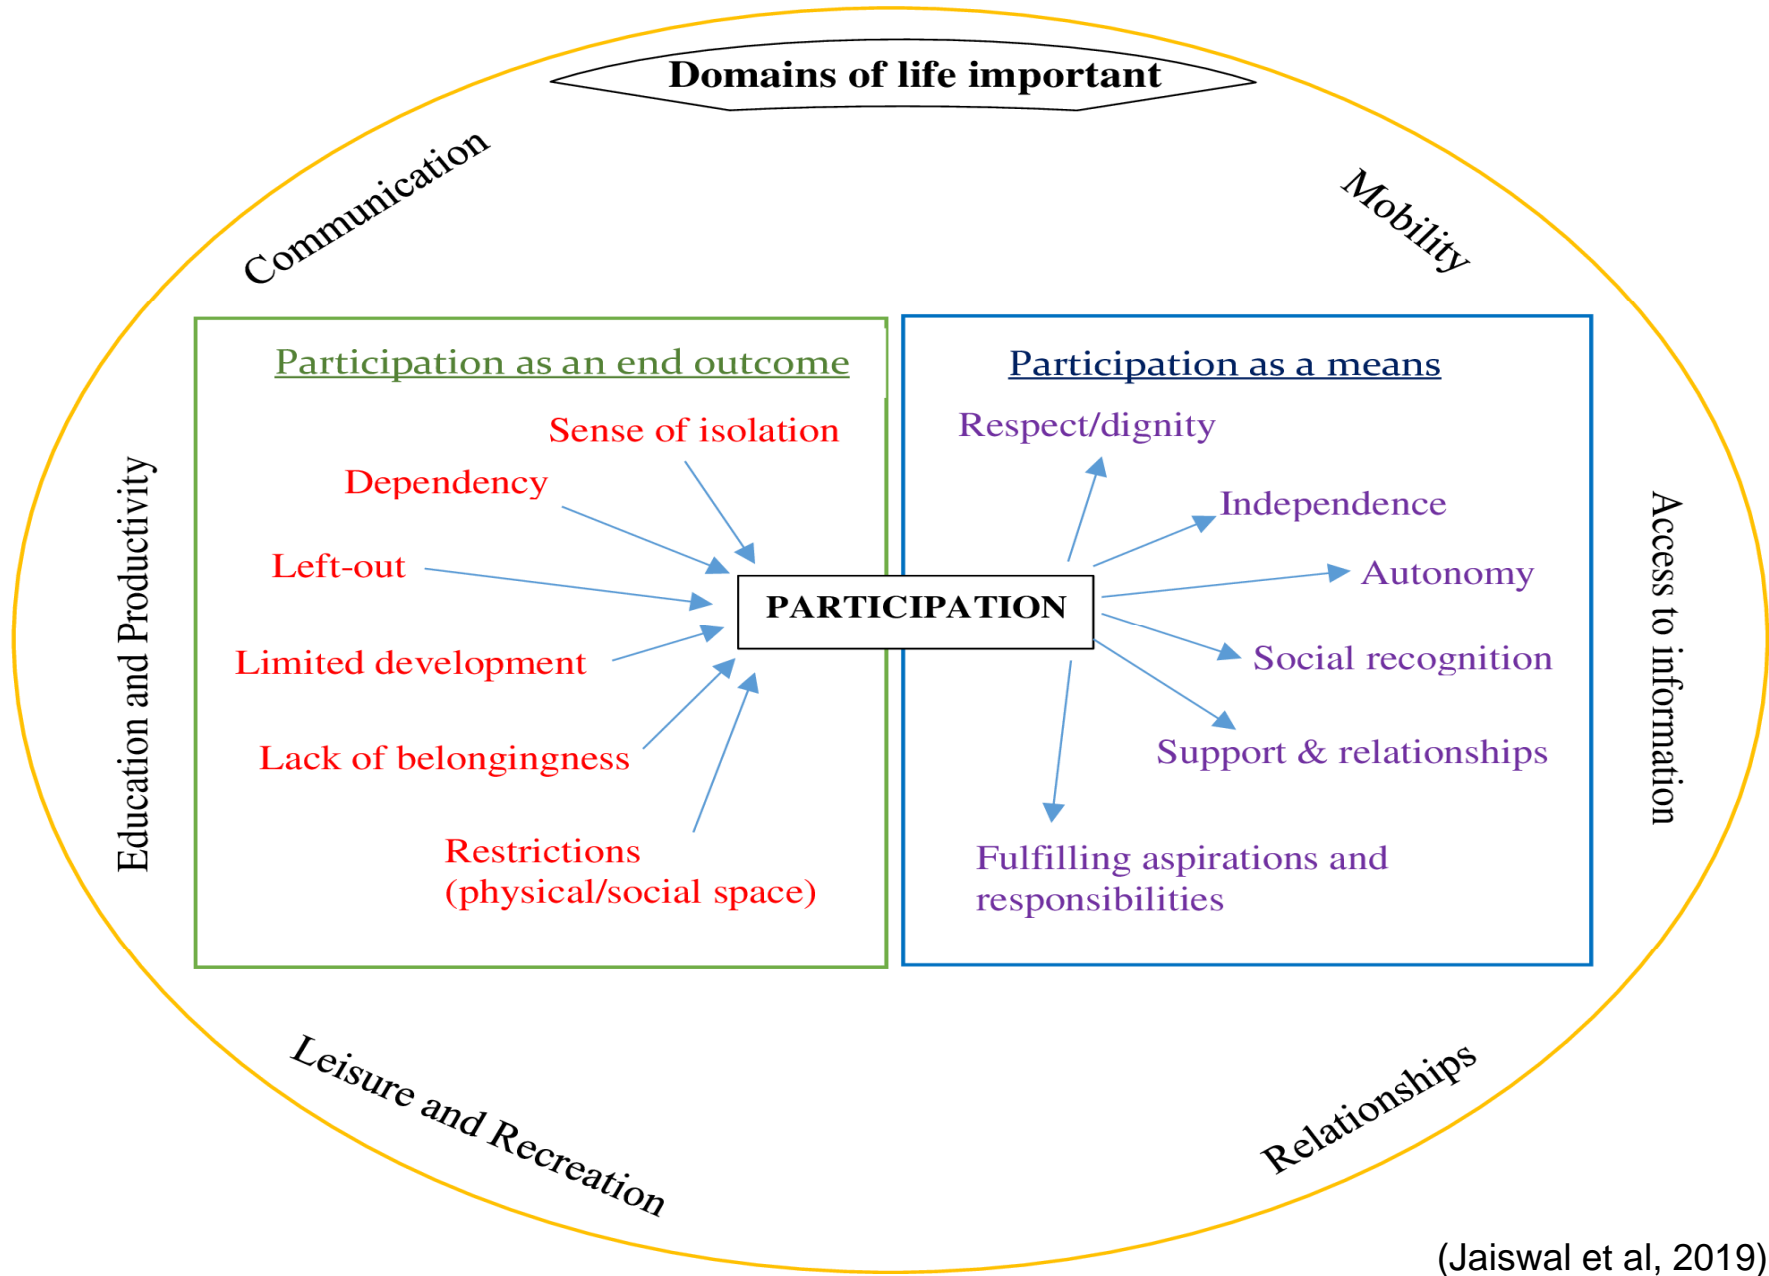 Domains of life important
Communication
Mobility
Education and Productivity
Access to information
Participation as an end outcome
Sense of isolation
Dependency
Left-out
Limited development
Lack of belongingness
Restrictions
(physical/social space)
PARTICIPATION
Participation as a means
Respect/dignity
Independence
Autonomy
Social recognition
Support & relationships
Fulfilling aspirations and
responsibilities
Leisure and Recreation
Relationships
(Jaiswal et al, 2019)